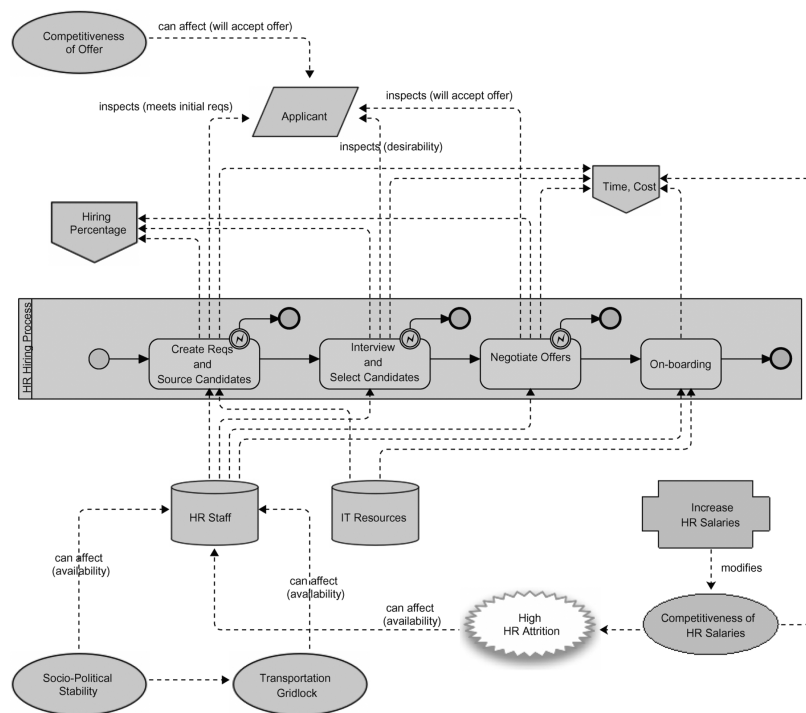 Competitiveness
of Offer
can affect (will accept offer)
inspects (meets initial reqs)
Applicant
inspects (will accept offer)
inspects (desirability)
Time, Cost
Hiring
Percentage
HR Hiring Process
Create Reqs
and
Source Candidates
Interview
and
Select Candidates
Negotiate Offers
On-boarding
HR Staff
IT Resources
Increase
HR Salaries
can affect
(availability)
can affect
(availability)
modifies
can affect
(availability)
High
HR Attrition
Competitiveness of
HR Salaries
Socio-Political
Stability
Transportation
Gridlock